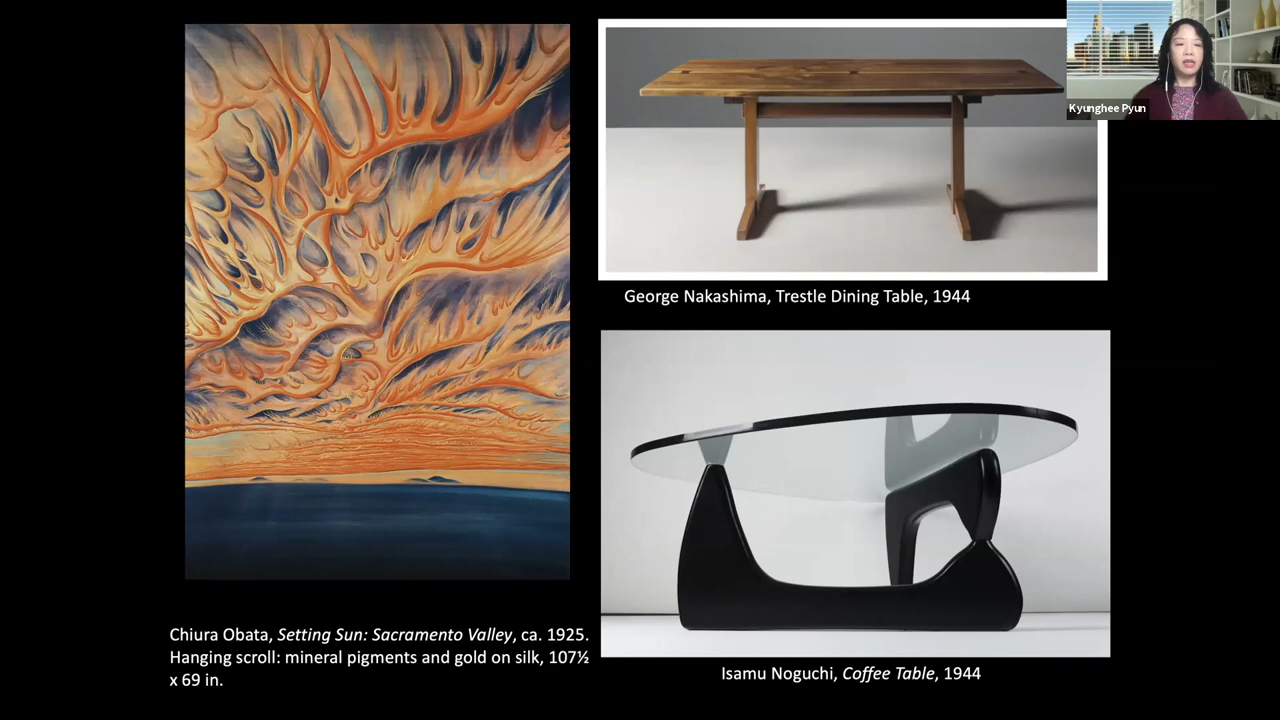 Kyunghee Pyun
George Nakashima, Trestle Dining Table, 1944
Chiura Obata, Setting Sun: Sacramento Valley, ca. 1925.
Hanging scroll: mineral pigments and gold on silk, 107½
x 69 in.
Isamu Noguchi, Coffee Table, 1944